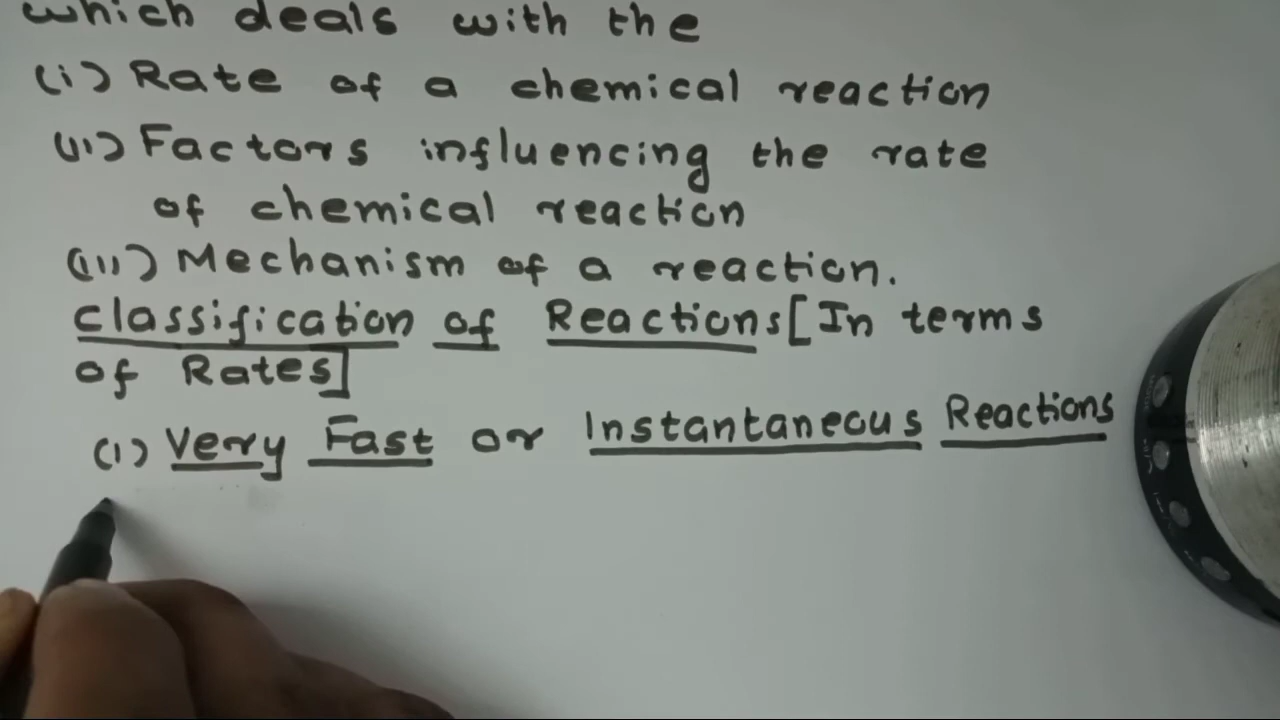 which deals with the
(i) Rate of a chemical reaction
(ii) Factors influencing the rate
of chemical reaction
(iii) Mechanism of a reaction.
classification of Reactions [In terms
of Rates]
(1) Very Fast or Instantaneous Reactions